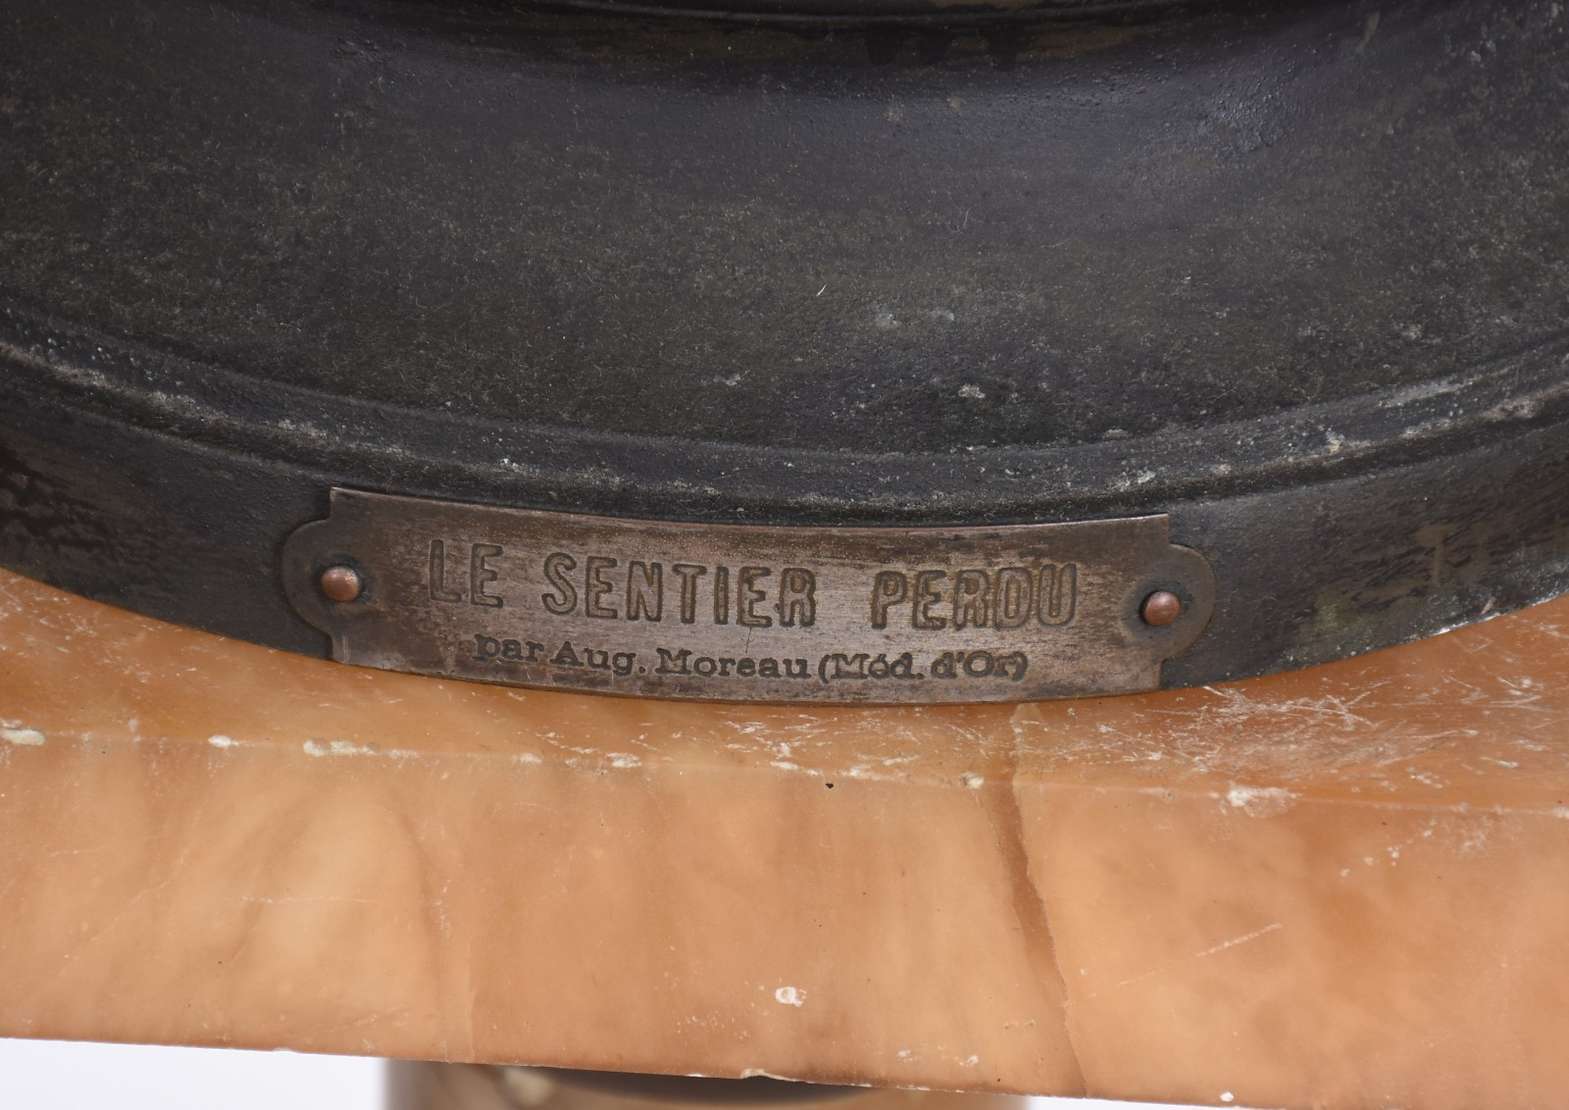 LE SENTIER PERDU
par Aug. Moreau (Méd. d'Or)